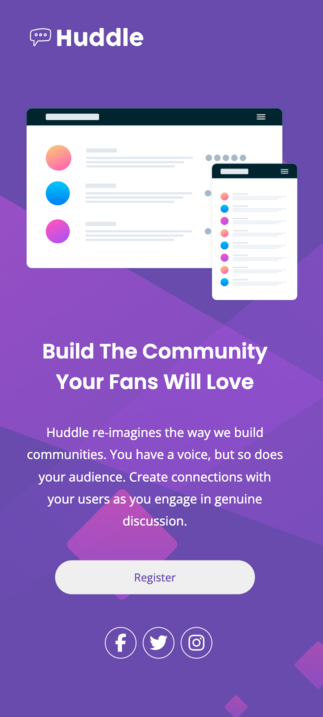 Huddle
Build The Community
Your Fans Will Love
Huddle re-imagines the way we build
communities. You have a voice, but so does
your audience. Create connections with
your users as you engage in genuine
discussion.
Register